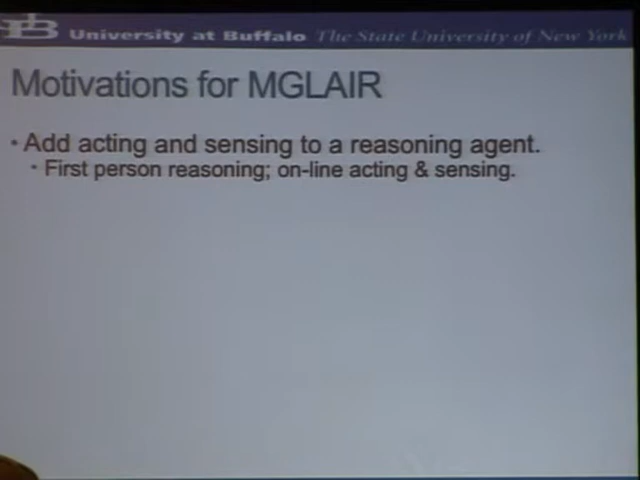 University at Buffalo The State University of New York
Motivations for MGLAIR
• Add acting and sensing to a reasoning agent.
• First person reasoning; on-line acting & sensing.